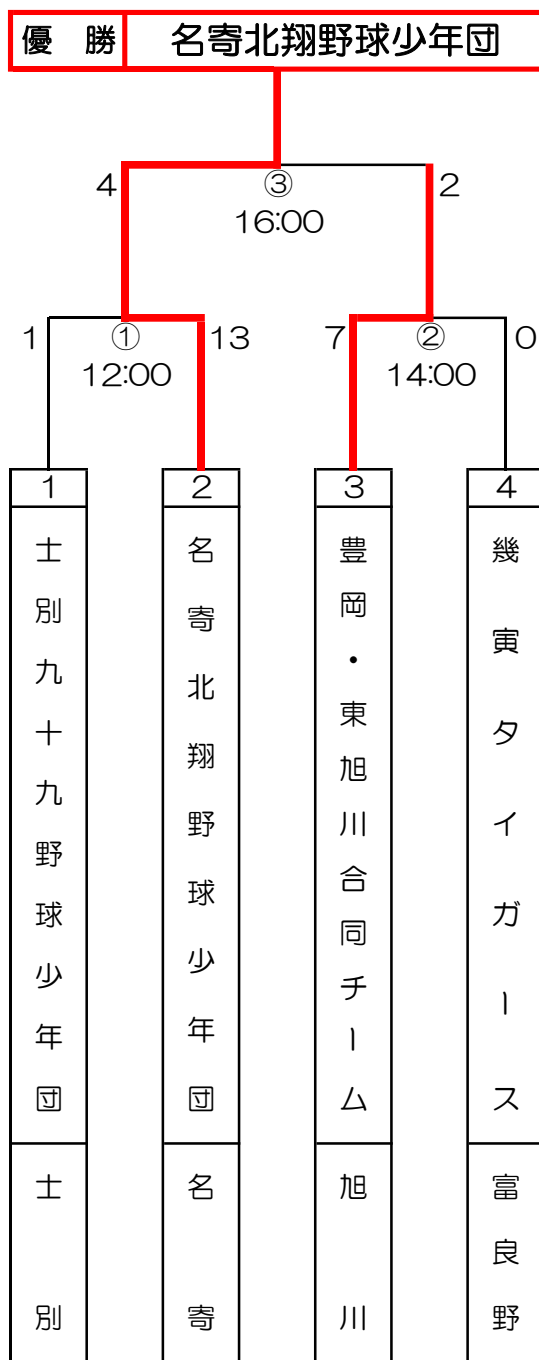 優 勝 名寄北翔野球少年団
4 ③ 2
16:00
1 ① 13 7 ② 0
12:00 14:00
1 2 3 4
士別九十九野球少年団
名寄北翔野球少年団
豊岡・東旭川合同チーム
幾寅タイガース
士別
名寄
旭川
富良野